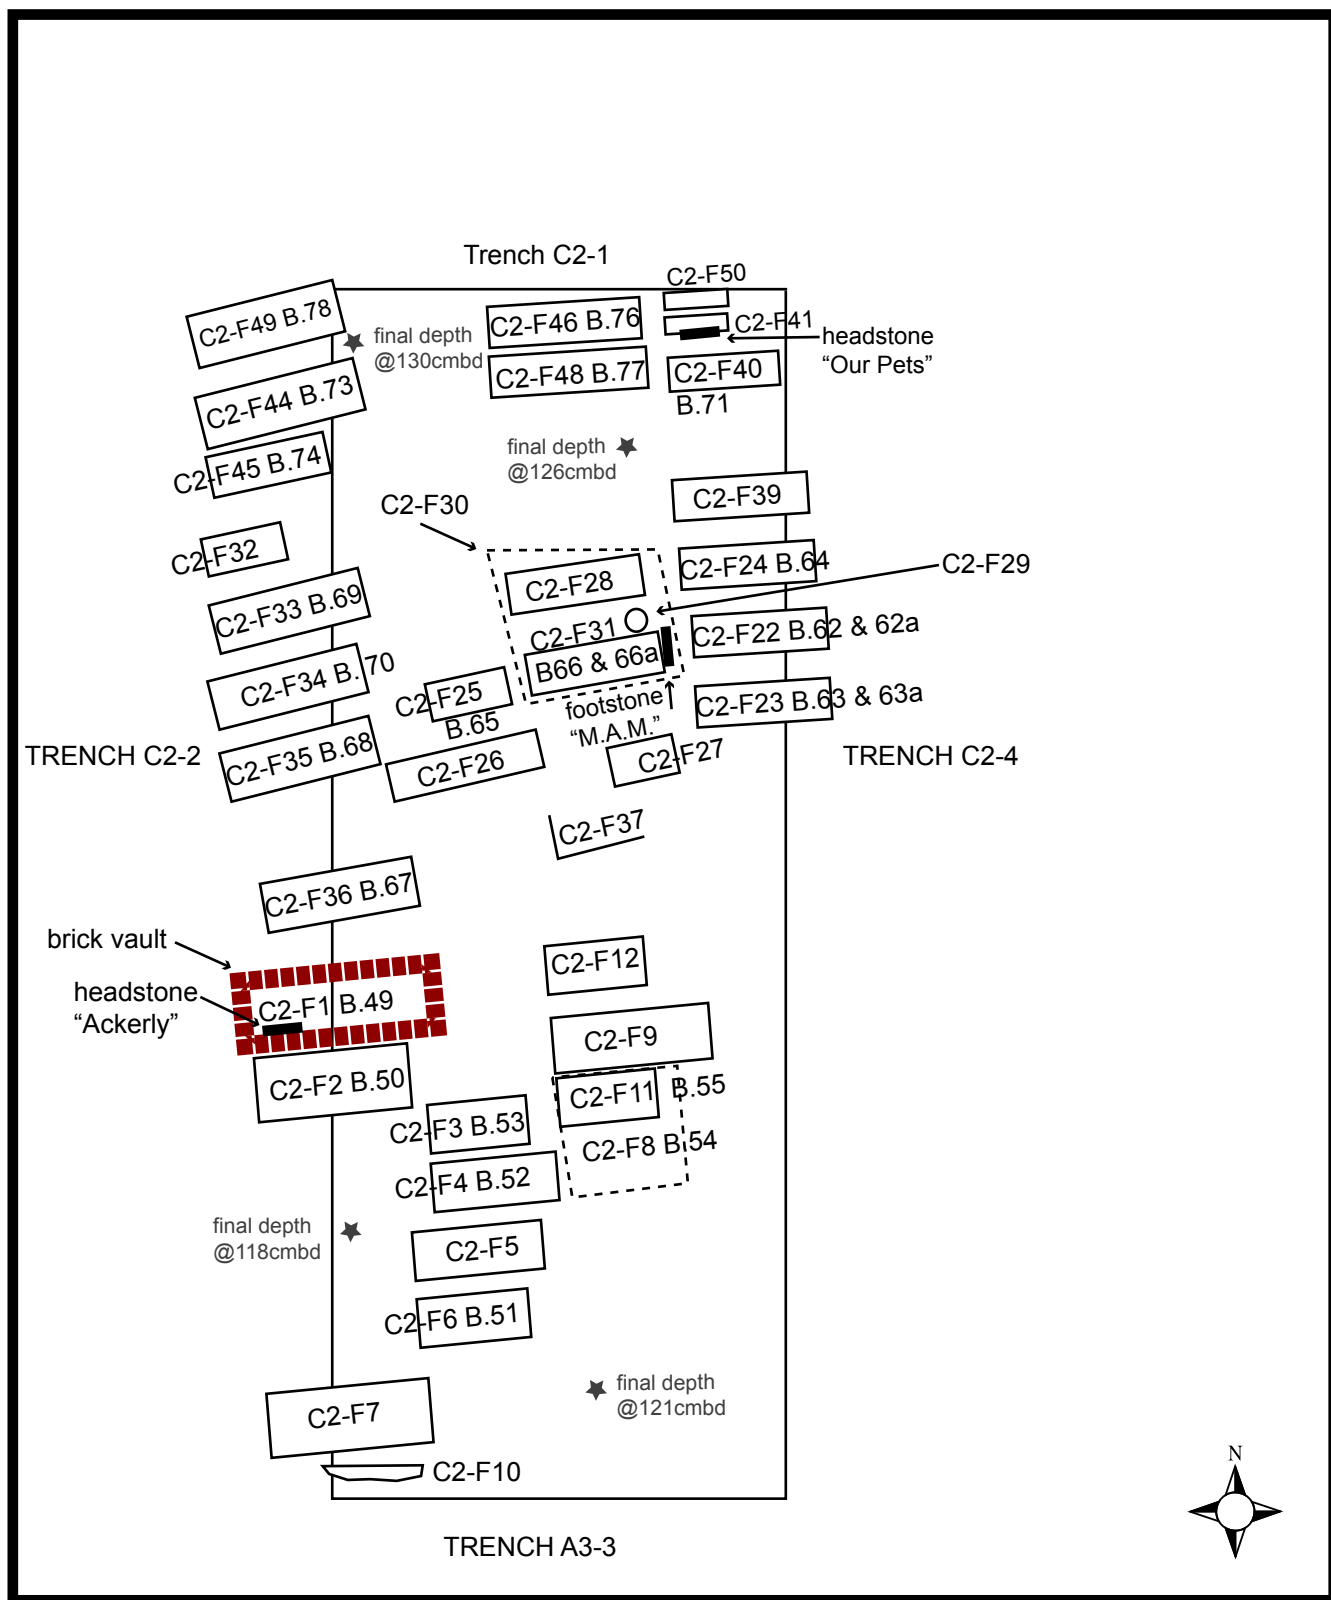 Trench C2-1
C2-F50
C2-F49 B.78
C2-F46 B.76
C2-F41
final depth
@130cmbd
headstone
“Our Pets”
C2-F48 B.77
C2-F40
B.71
C2-F44 B.73
final depth
@126cmbd
C2-F45 B.74
C2-F39
C2-F30
C2-F32
C2-F24 B.64
C2-F29
C2-F28
C2-F33 B.69
C2-F31
B66 & 66a
C2-F22 B.62 & 62a
C2-F34 B.70
C2-F25
B.65
footstone
“M.A.M.”
C2-F23 B.63 & 63a
TRENCH C2-2
C2-F35 B.68
C2-F26
C2-F27
TRENCH C2-4
C2-F37
C2-F36 B.67
brick vault
C2-F12
headstone
“Ackerly”
C2-F1 B.49
C2-F9
C2-F2 B.50
C2-F11 B.55
C2-F3 B.53
C2-F8 B.54
C2-F4 B.52
final depth
@118cmbd
C2-F5
C2-F6 B.51
final depth
@121cmbd
C2-F7
C2-F10
N
TRENCH A3-3